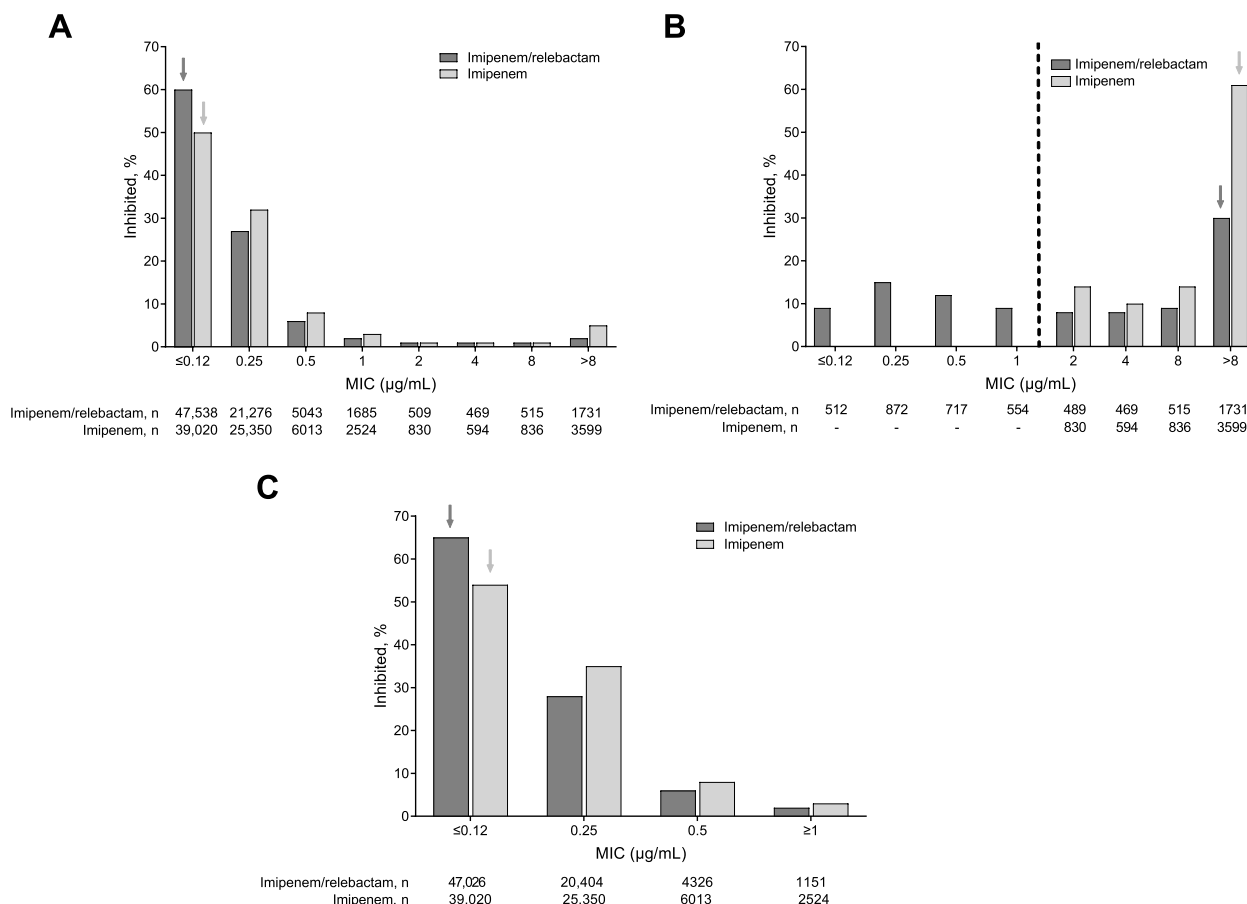 A
70
60
50
40
30
20
10
0
Inhibited, %
Imipenem/relebactam
Imipenem
≤0.12 0.25 0.5 1 2 4 8 >8
MIC (µg/mL)
Imipenem/relebactam, n 47,538 21,276 5043 1685 509 469 515 1731
Imipenem, n 39,020 25,350 6013 2524 830 594 836 3599
B
70
60
50
40
30
20
10
0
Inhibited, %
Imipenem/relebactam
Imipenem
≤0.12 0.25 0.5 1 2 4 8 >8
MIC (µg/mL)
Imipenem/relebactam, n 512 872 717 554 489 469 515 1731
Imipenem, n - - - - 830 594 836 3599
C
70
60
50
40
30
20
10
0
Inhibited, %
Imipenem/relebactam
Imipenem
≤0.12 0.25 0.5 ≥1
MIC (µg/mL)
Imipenem/relebactam, n 47,026 20,404 4326 1151
Imipenem, n 39,020 25,350 6013 2524